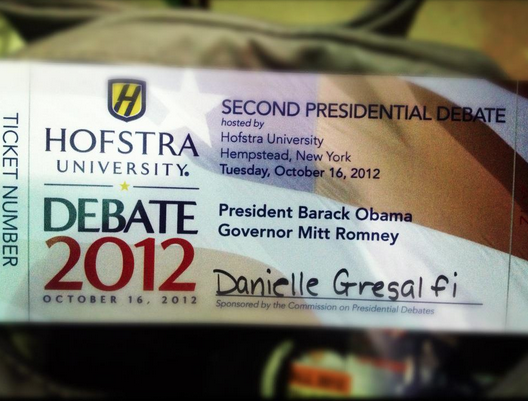 TICKET NUMBER
H
HOFSTRA
UNIVERSITY®
DEBATE
2012
OCTOBER 16, 2012
SECOND PRESIDENTIAL DEBATE
hosted by
Hofstra University
Hempstead, New York
Tuesday, October 16, 2012
President Barack Obama
Governor Mitt Romney
Danielle Gregalfi
Sponsored by the Commission on Presidential Debates